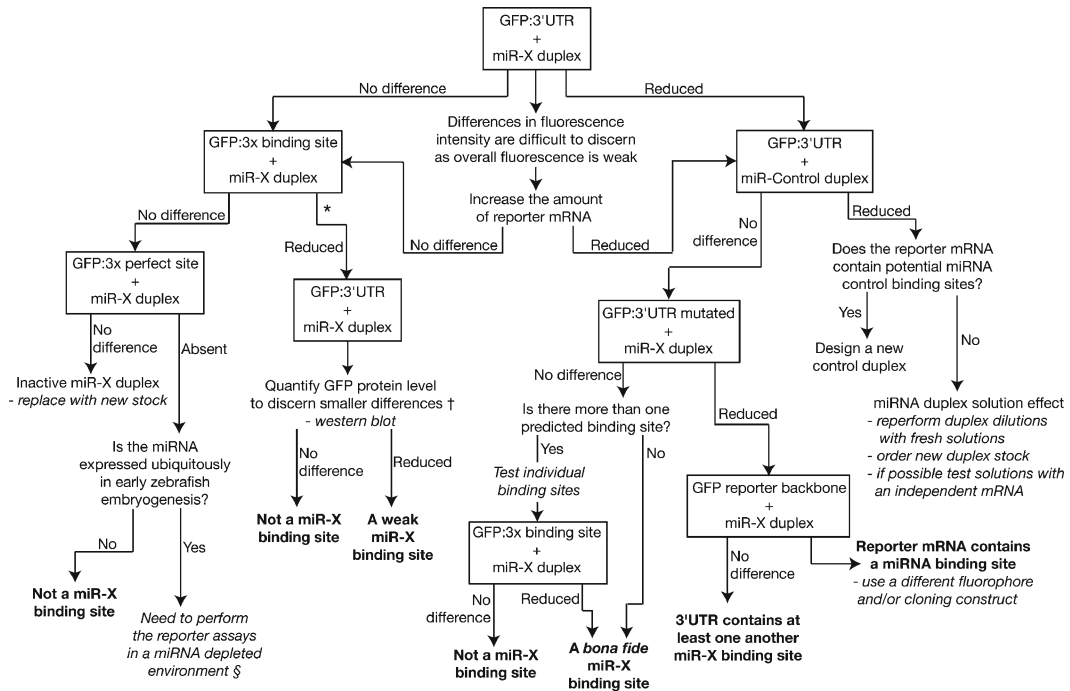 GFP:3'UTR
+
miR-X duplex
No difference
Reduced
Differences in fluorescence
intensity are difficult to discern
as overall fluorescence is weak
Increase the amount
of reporter mRNA
No difference
Reduced
GFP:3x binding site
+
miR-X duplex
No difference
*
Reduced
GFP:3x perfect site
+
miR-X duplex
No
difference
Absent
Inactive miR-X duplex
- replace with new stock
Is the miRNA
expressed ubiquitously
in early zebrafish
embryogenesis?
No
Yes
Not a miR-X
binding site
Need to perform
the reporter assays
in a miRNA depleted
environment §
GFP:3'UTR
+
miR-X duplex
Quantify GFP protein level
to discern smaller differences †
- western blot
No
difference
Reduced
Not a miR-X
binding site
A weak
miR-X
binding site
GFP:3'UTR
+
miR-Control duplex
No
difference
Reduced
Does the reporter mRNA
contain potential miRNA
control binding sites?
Yes
No
Design a new
control duplex
miRNA duplex solution effect
- reperform duplex dilutions
with fresh solutions
- order new duplex stock
- if possible test solutions with
an independent mRNA
GFP:3'UTR mutated
+
miR-X duplex
No difference
Reduced
Is there more than one
predicted binding site?
Yes
No
Test individual
binding sites
GFP:3x binding site
+
miR-X duplex
No
difference
Reduced
Not a miR-X
binding site
A bona fide
miR-X
binding site
GFP reporter backbone
+
miR-X duplex
No
difference
3'UTR contains at
least one another
miR-X binding site
Reporter mRNA contains
a miRNA binding site
- use a different fluorophore
and/or cloning construct